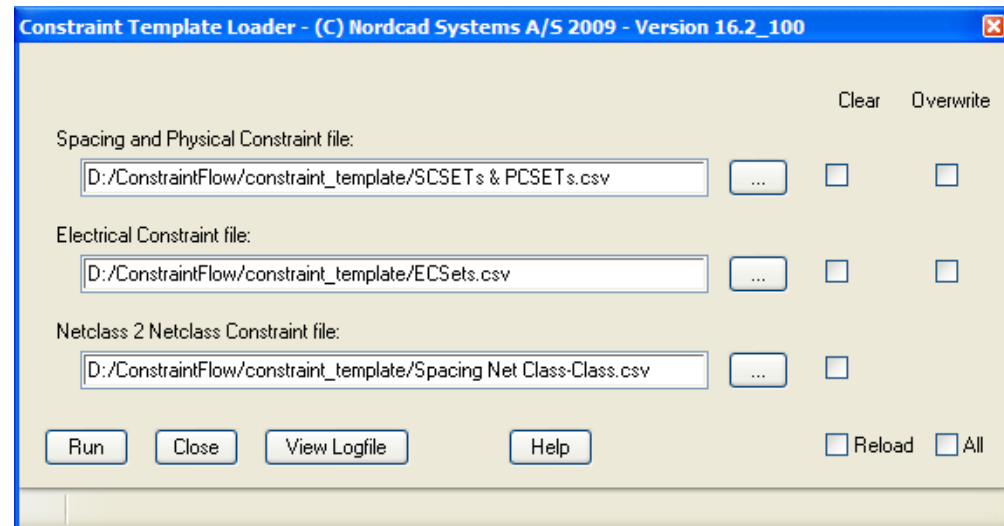 Constraint Template Loader - (C) Nordcad Systems A/S 2009 - Version 16.2_100
Clear Overwrite
Spacing and Physical Constraint file:
D:/ConstraintFlow/constraint_template/SCSETs & PCSETs.csv ...
Electrical Constraint file:
D:/ConstraintFlow/constraint_template/ECSets.csv ...
Netclass 2 Netclass Constraint file:
D:/ConstraintFlow/constraint_template/Spacing Net Class-Class.csv ...
Run Close View Logfile Help Reload All